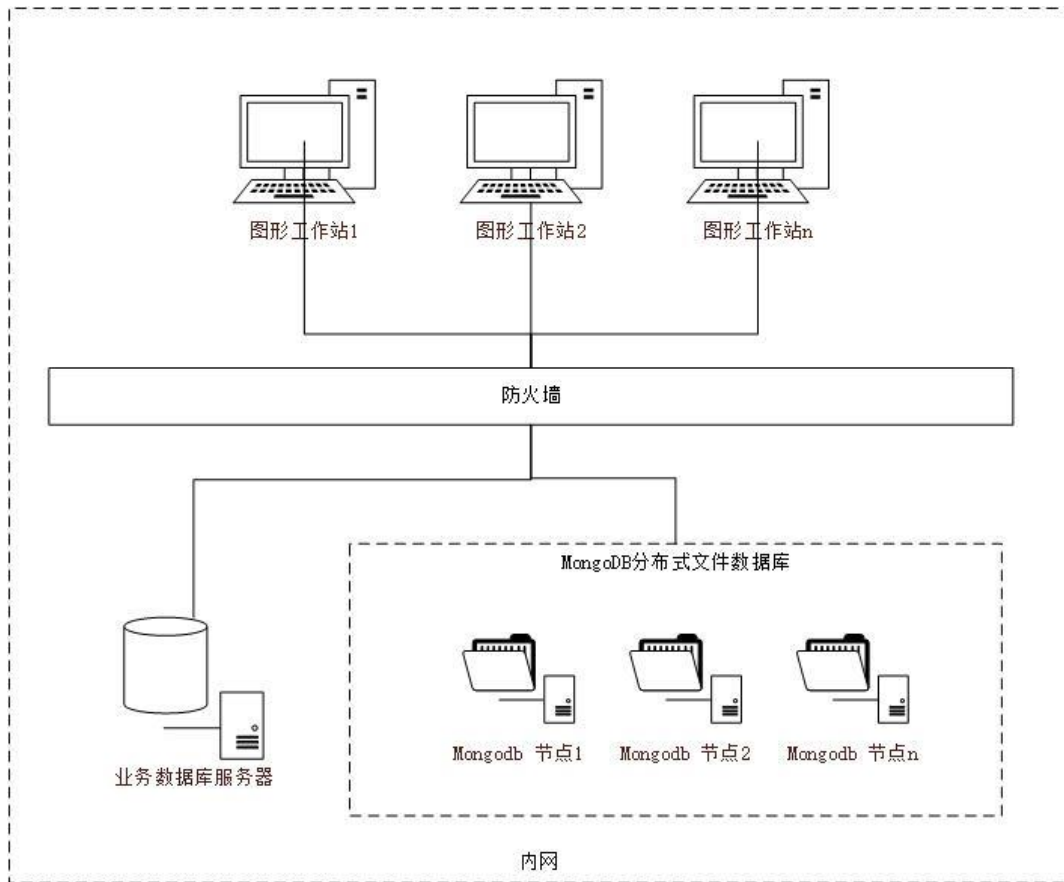 图形工作站1
图形工作站2
图形工作站n
防火墙
MongoDB分布式文件数据库
Mongodb 节点1
Mongodb 节点2
Mongodb 节点n
业务数据库服务器
内网